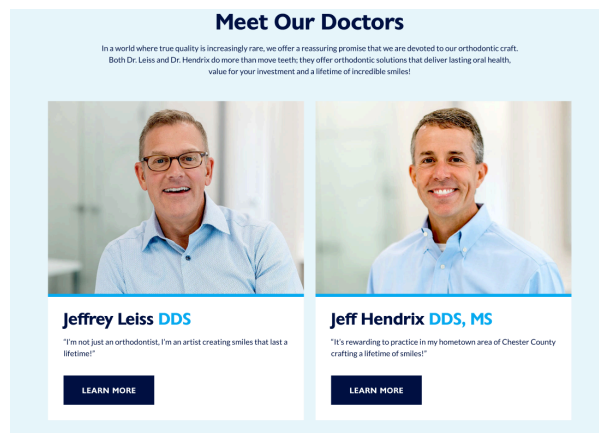 Meet Our Doctors
In a world where true quality is increasingly rare, we offer a reassuring promise that we are devoted to our orthodontic craft.
Both Dr. Leiss and Dr. Hendrix do more than move teeth; they offer orthodontic solutions that deliver lasting oral health,
value for your investment and a lifetime of incredible smiles!
Jeffrey Leiss DDS
"I'm not just an orthodontist, I'm an artist creating smiles that last a
lifetime!"
LEARN MORE
Jeff Hendrix DDS, MS
"It's rewarding to practice in my hometown area of Chester County
crafting a lifetime of smiles!"
LEARN MORE